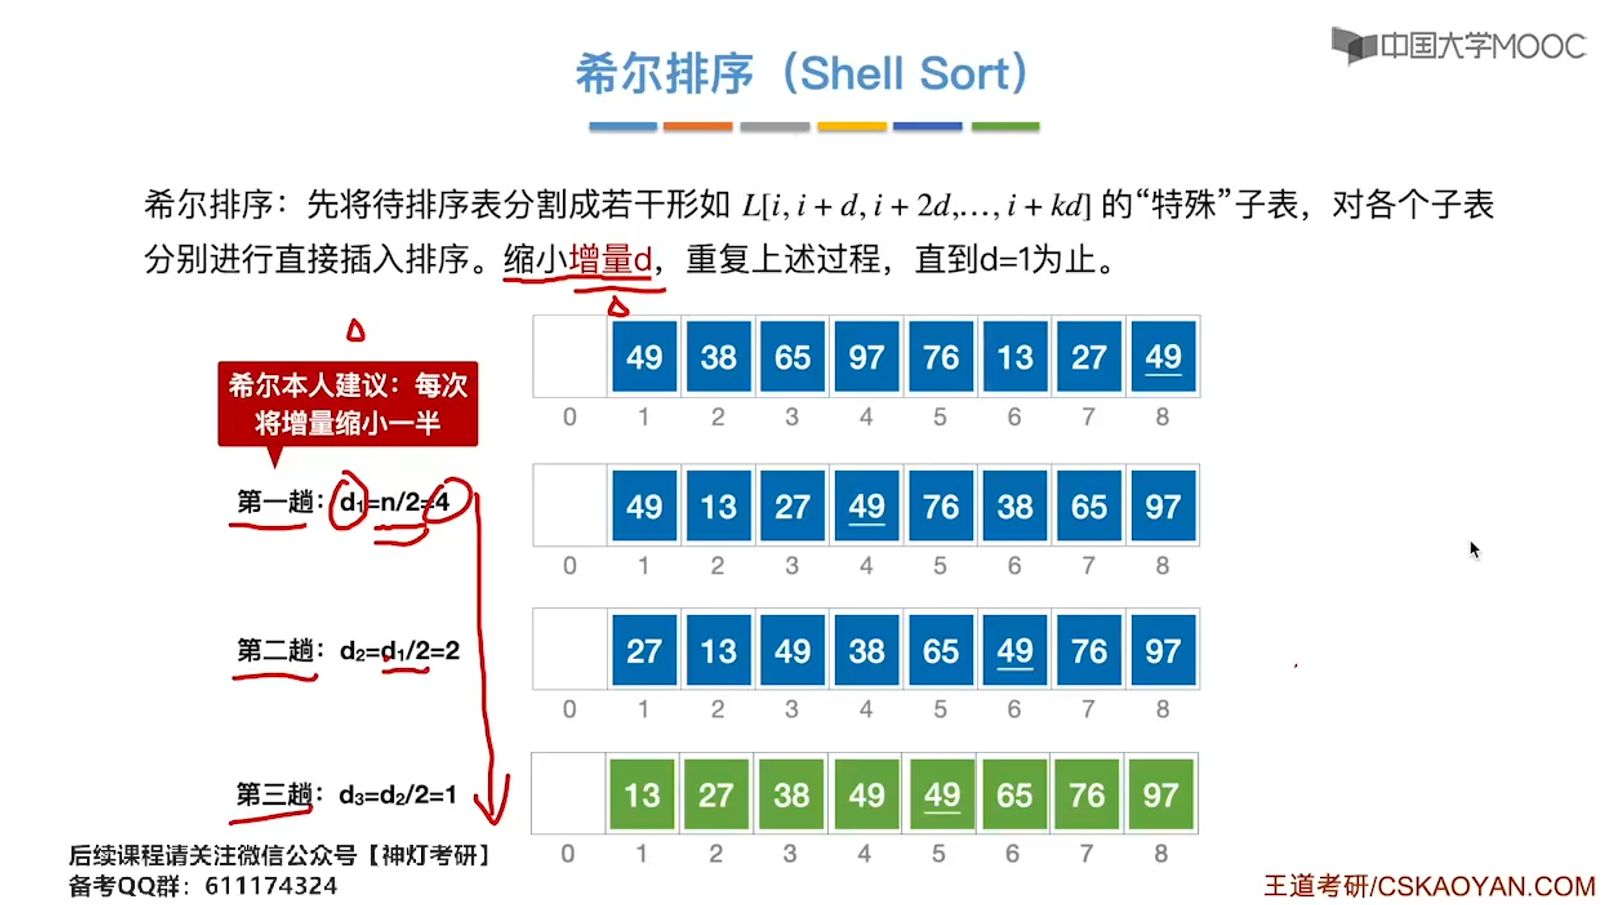 中国大学MOOC
希尔排序（Shell Sort）
希尔排序：先将待排序表分割成若干形如 L[i, i + d, i + 2d,…, i + kd] 的“特殊”子表，对各个子表
分别进行直接插入排序。缩小增量d，重复上述过程，直到d=1为止。
49 38 65 97 76 13 27 49
0 1 2 3 4 5 6 7 8
希尔本人建议：每次
将增量缩小一半
第一趟：d₁=n/2=4
49 13 27 49 76 38 65 97
0 1 2 3 4 5 6 7 8
第二趟：d₂=d₁/2=2
27 13 49 38 65 49 76 97
0 1 2 3 4 5 6 7 8
第三趟：d₃=d₂/2=1
13 27 38 49 49 65 76 97
0 1 2 3 4 5 6 7 8
后续课程请关注微信公众号【神灯考研】
备考QQ群：611174324
王道考研/CSKAOYAN.COM